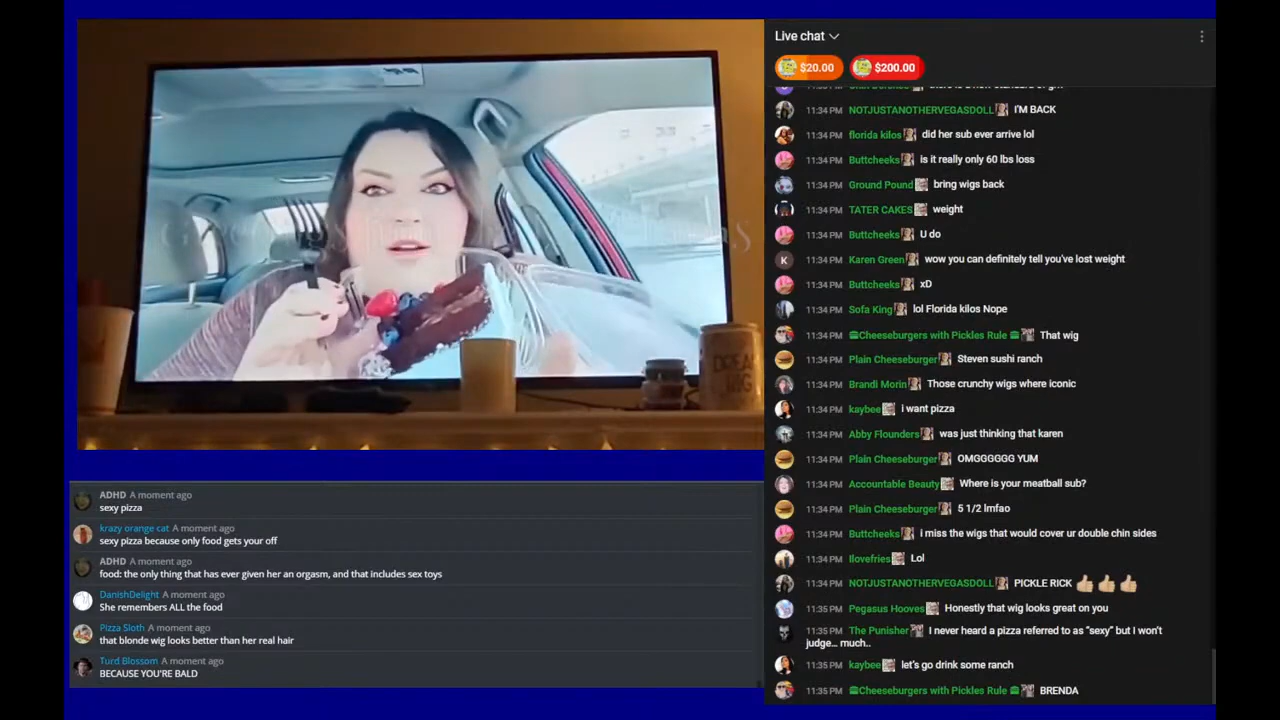 Live chat
$20.00
$200.00
11:34 PM NOTJUSTANOTHERVEGASDOLL I'M BACK
11:34 PM florida kilos did her sub ever arrive lol
11:34 PM Buttcheeks is it really only 60 lbs loss
11:34 PM Ground Pound bring wigs back
11:34 PM TATER CAKES weight
11:34 PM Buttcheeks U do
11:34 PM Karen Green wow you can definitely tell you've lost weight
11:34 PM Buttcheeks xD
11:34 PM Sofa King lol Florida kilos Nope
11:34 PM Cheeseburgers with Pickles Rule That wig
11:34 PM Plain Cheeseburger Steven sushi ranch
11:34 PM Brandi Morin Those crunchy wigs where iconic
11:34 PM kaybee i want pizza
11:34 PM Abby Flounders was just thinking that karen
11:34 PM Plain Cheeseburger OMGGGGGG YUM
11:34 PM Accountable Beauty Where is your meatball sub?
11:34 PM Plain Cheeseburger 5 1/2 lmfao
11:34 PM Buttcheeks i miss the wigs that would cover ur double chin sides
11:34 PM Ilovefries Lol
11:34 PM NOTJUSTANOTHERVEGASDOLL PICKLE RICK
11:35 PM Pegasus Hooves Honestly that wig looks great on you
11:35 PM The Punisher I never heard a pizza referred to as "sexy" but I won't
judge... much..
11:35 PM kaybee let's go drink some ranch
11:35 PM Cheeseburgers with Pickles Rule BRENDA
DREAM
BIG
K
ADHD A moment ago
sexy pizza
krazy orange cat A moment ago
sexy pizza because only food gets your off
ADHD A moment ago
food: the only thing that has ever given her an orgasm, and that includes sex toys
DanishDelight A moment ago
She remembers ALL the food
Pizza Sloth A moment ago
that blonde wig looks better than her real hair
Turd Blossom A moment ago
BECAUSE YOU'RE BALD